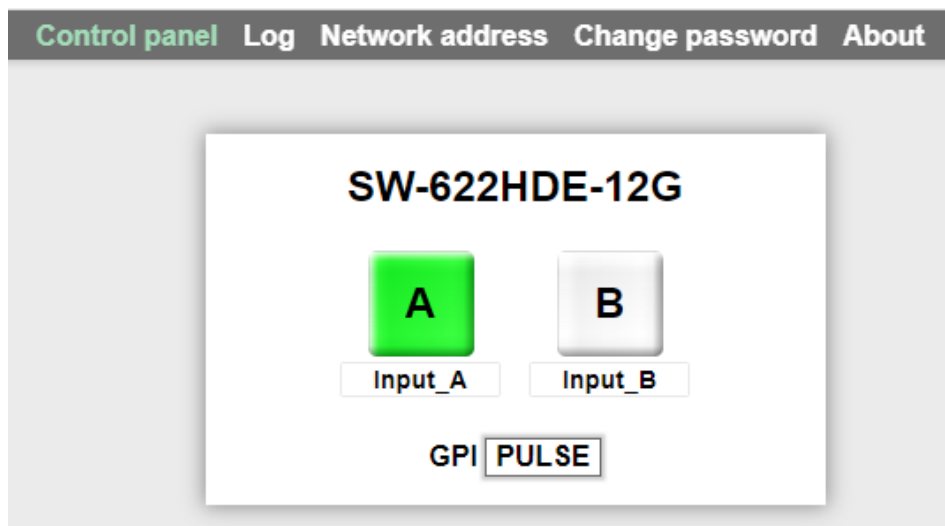 Control panel Log Network address Change password About
SW-622HDE-12G
A B
Input_A Input_B
GPI PULSE